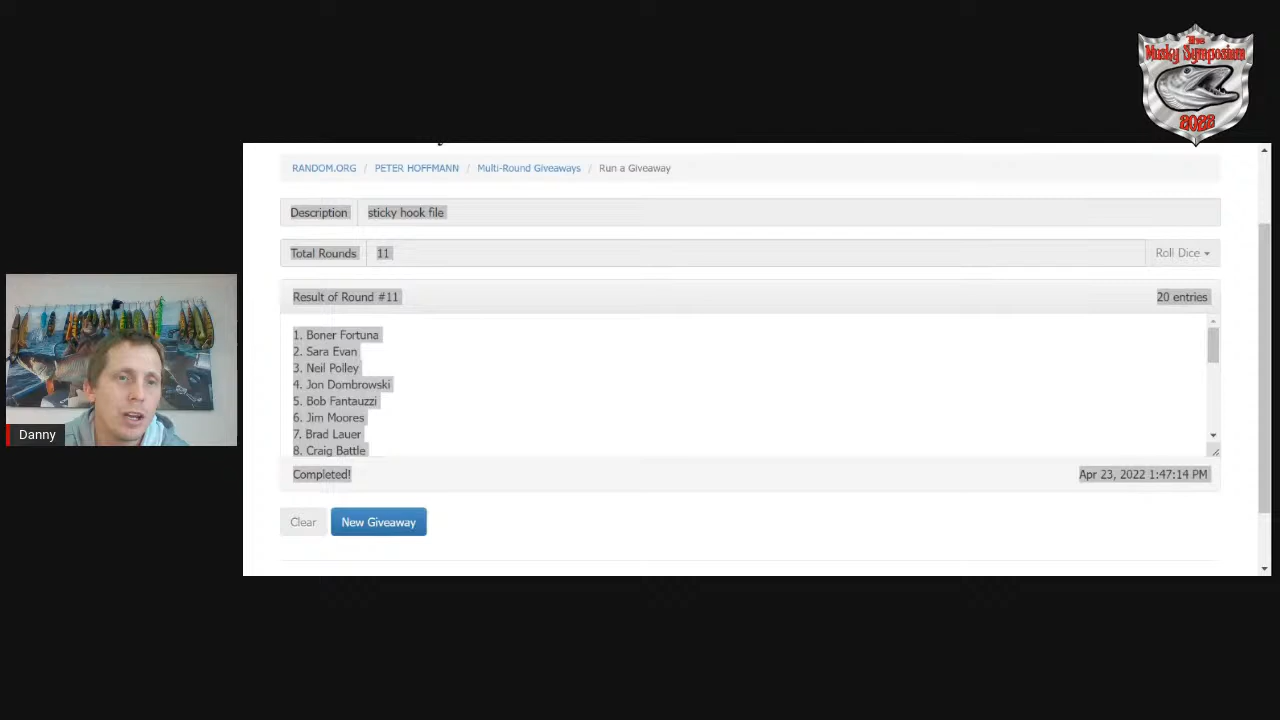 The
Musky Symposium
2022
RANDOM.ORG / PETER HOFFMANN / Multi-Round Giveaways / Run a Giveaway
Description sticky hook file
Total Rounds 11 Roll Dice
Result of Round #11 20 entries
1. Boner Fortuna
2. Sara Evan
3. Neil Polley
4. Jon Dombrowski
5. Bob Fantauzzi
6. Jim Moores
7. Brad Lauer
8. Craig Battle
Danny
Completed! Apr 23, 2022 1:47:14 PM
Clear New Giveaway